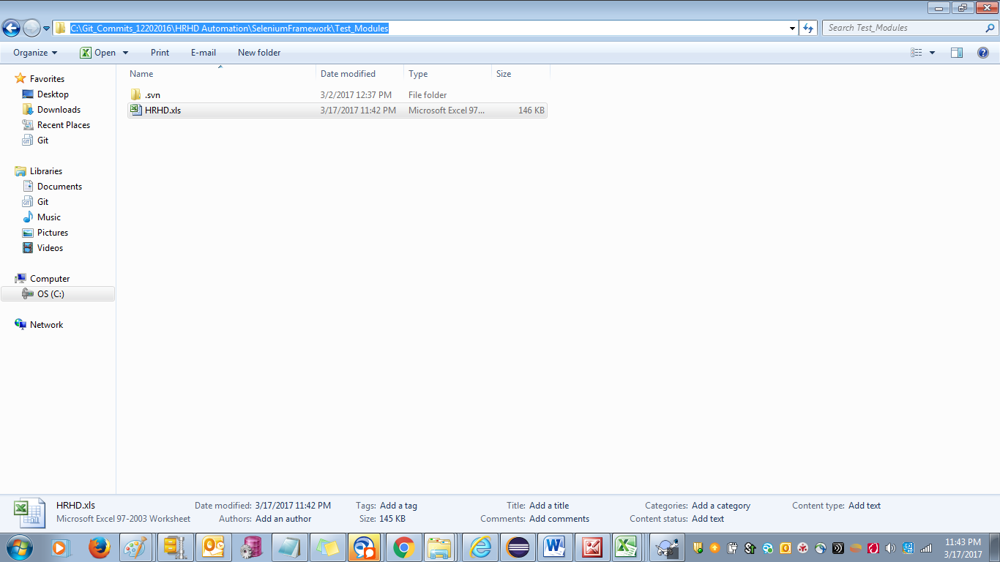 C:\Git_Commits_12202016\HRHD Automation\SeleniumFramework\Test_Modules
Search Test_Modules
Organize Open Print E-mail New folder
Name Date modified Type Size
.svn 3/2/2017 12:37 PM File folder
HRHD.xls 3/17/2017 11:42 PM Microsoft Excel 97... 146 KB
Favorites
Desktop
Downloads
Recent Places
Git
Libraries
Documents
Git
Music
Pictures
Videos
Computer
OS (C:)
Network
HRHD.xls Date modified: 3/17/2017 11:42 PM Tags: Add a tag Title: Add a title Categories: Add a category Content type: Add text
Microsoft Excel 97-2003 Worksheet Authors: Add an author Size: 145 KB Comments: Add comments Content status: Add text
11:43 PM
3/17/2017